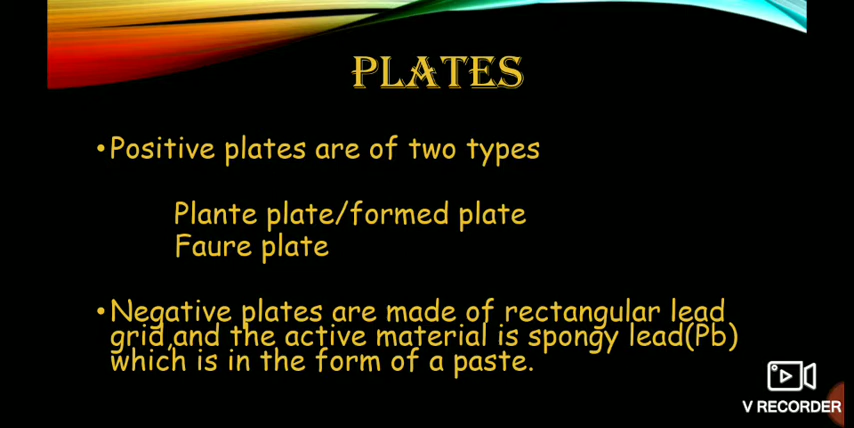 PLATES
•Positive plates are of two types
Plante plate/formed plate
Faure plate
•Negative plates are made of rectangular lead
grid,and the active material is spongy lead(Pb)
which is in the form of a paste.
V RECORDER